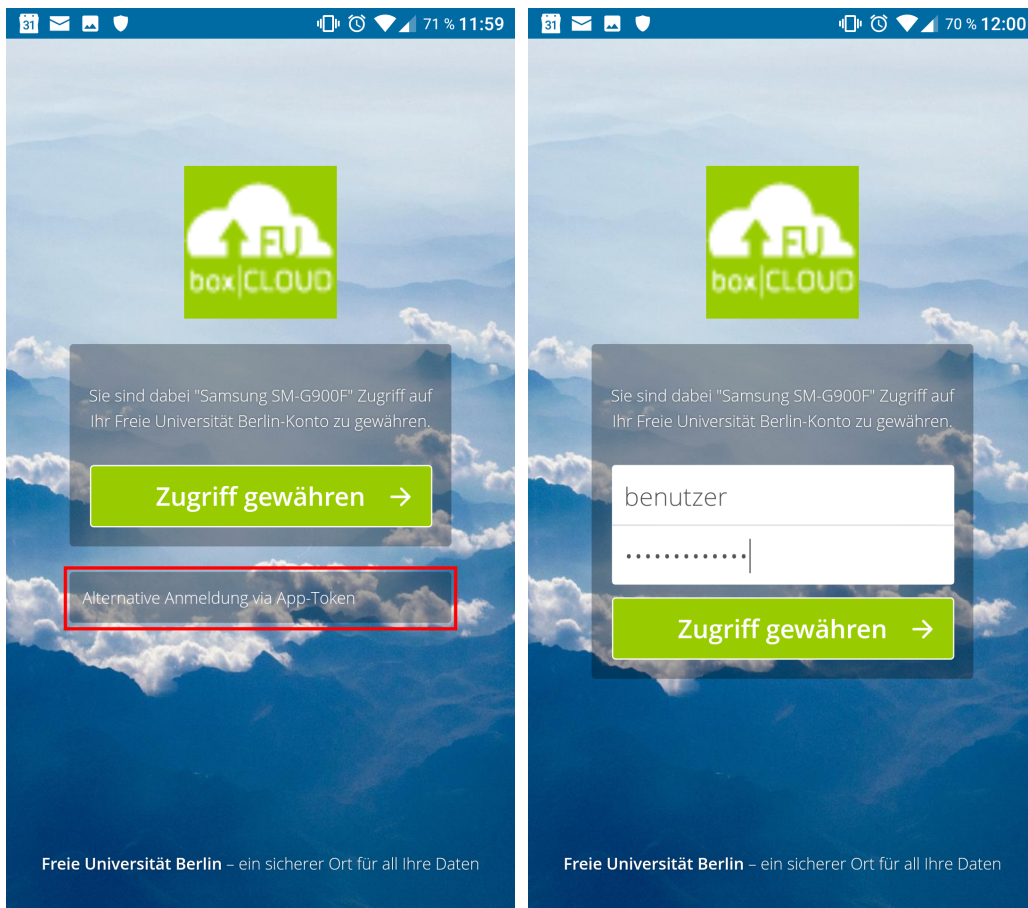 31
71 % 11:59
FU
box|CLOUD
Sie sind dabei "Samsung SM-G900F" Zugriff auf
Ihr Freie Universität Berlin-Konto zu gewähren.
Zugriff gewähren
Alternative Anmeldung via App-Token
Freie Universität Berlin – ein sicherer Ort für all Ihre Daten
31
70 % 12:00
FU
box|CLOUD
Sie sind dabei "Samsung SM-G900F" Zugriff auf
Ihr Freie Universität Berlin-Konto zu gewähren.
benutzer
•••••••••••••
Zugriff gewähren
Freie Universität Berlin – ein sicherer Ort für all Ihre Daten